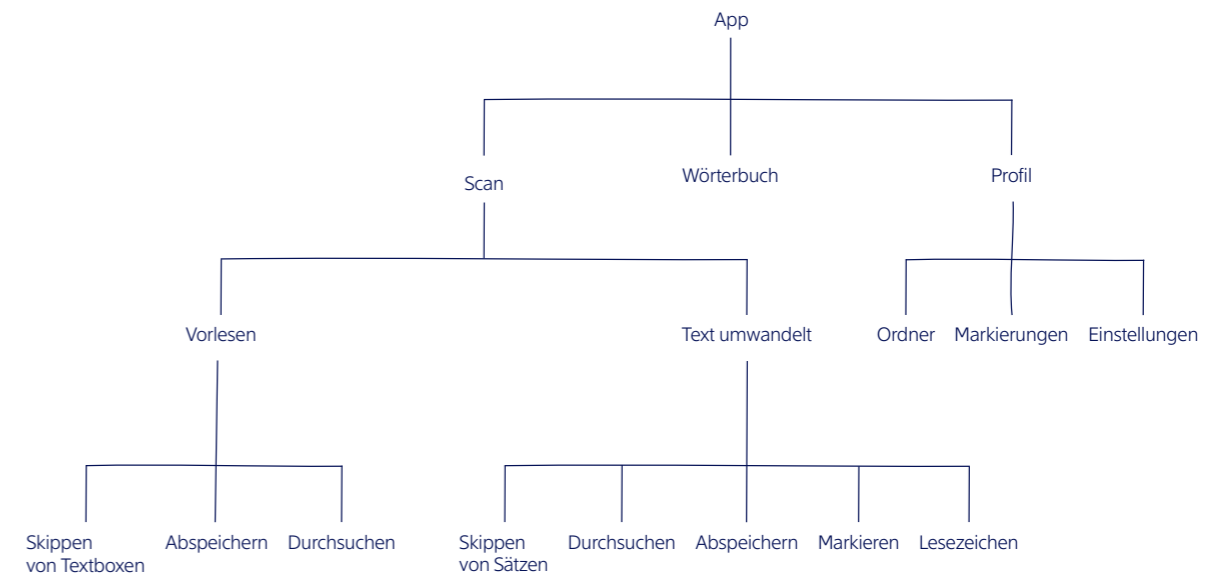 App
Scan
Wörterbuch
Profil
Vorlesen
Text umwandelt
Ordner
Markierungen
Einstellungen
Skippen
von Textboxen
Abspeichern
Durchsuchen
Skippen
von Sätzen
Durchsuchen
Abspeichern
Markieren
Lesezeichen